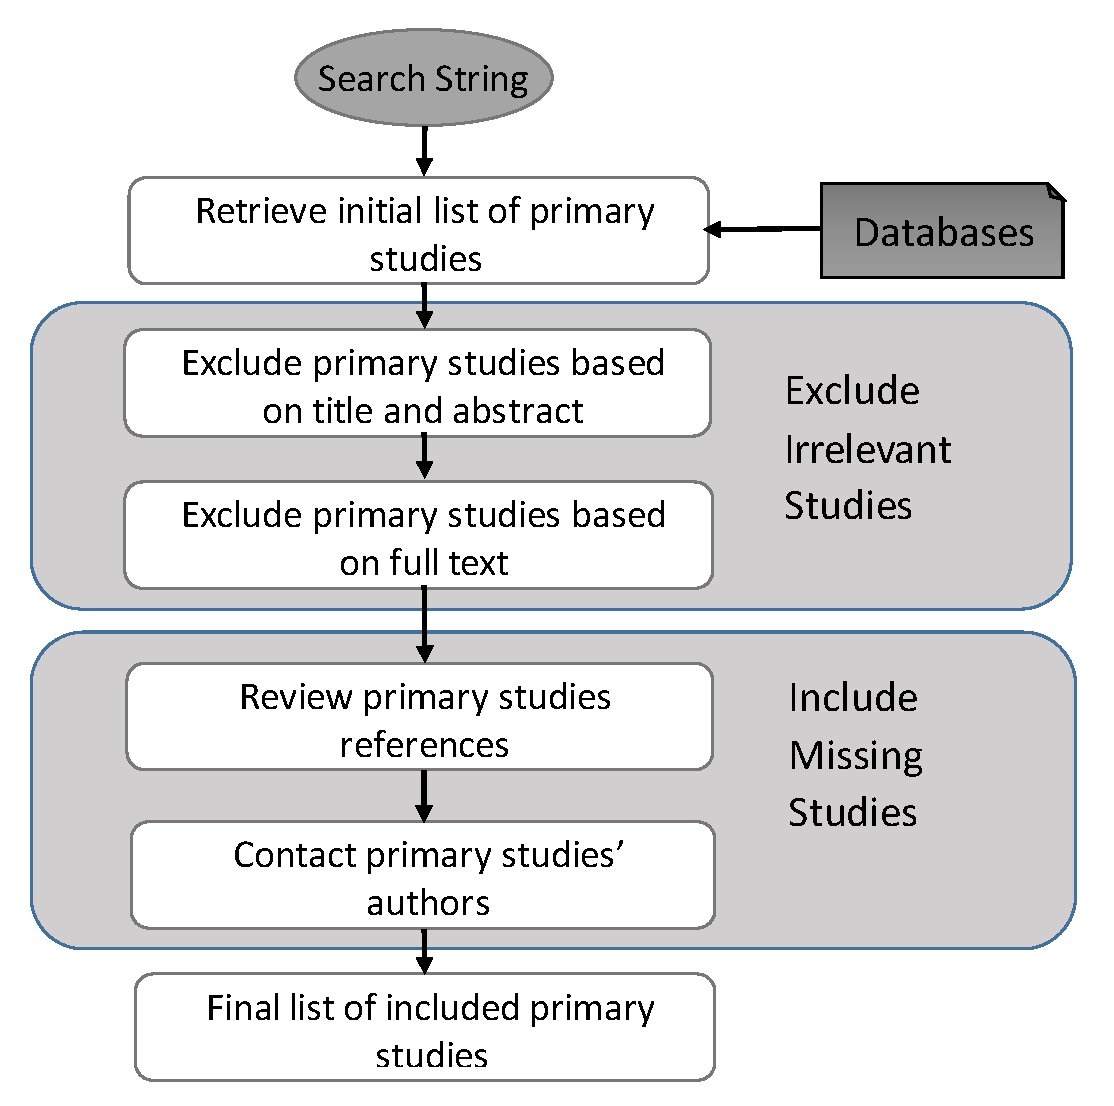 Search String
Retrieve initial list of primary
studies
Databases
Exclude primary studies based
on title and abstract
Exclude primary studies based
on full text
Exclude
Irrelevant
Studies
Review primary studies
references
Contact primary studies’
authors
Include
Missing
Studies
Final list of included primary
studies